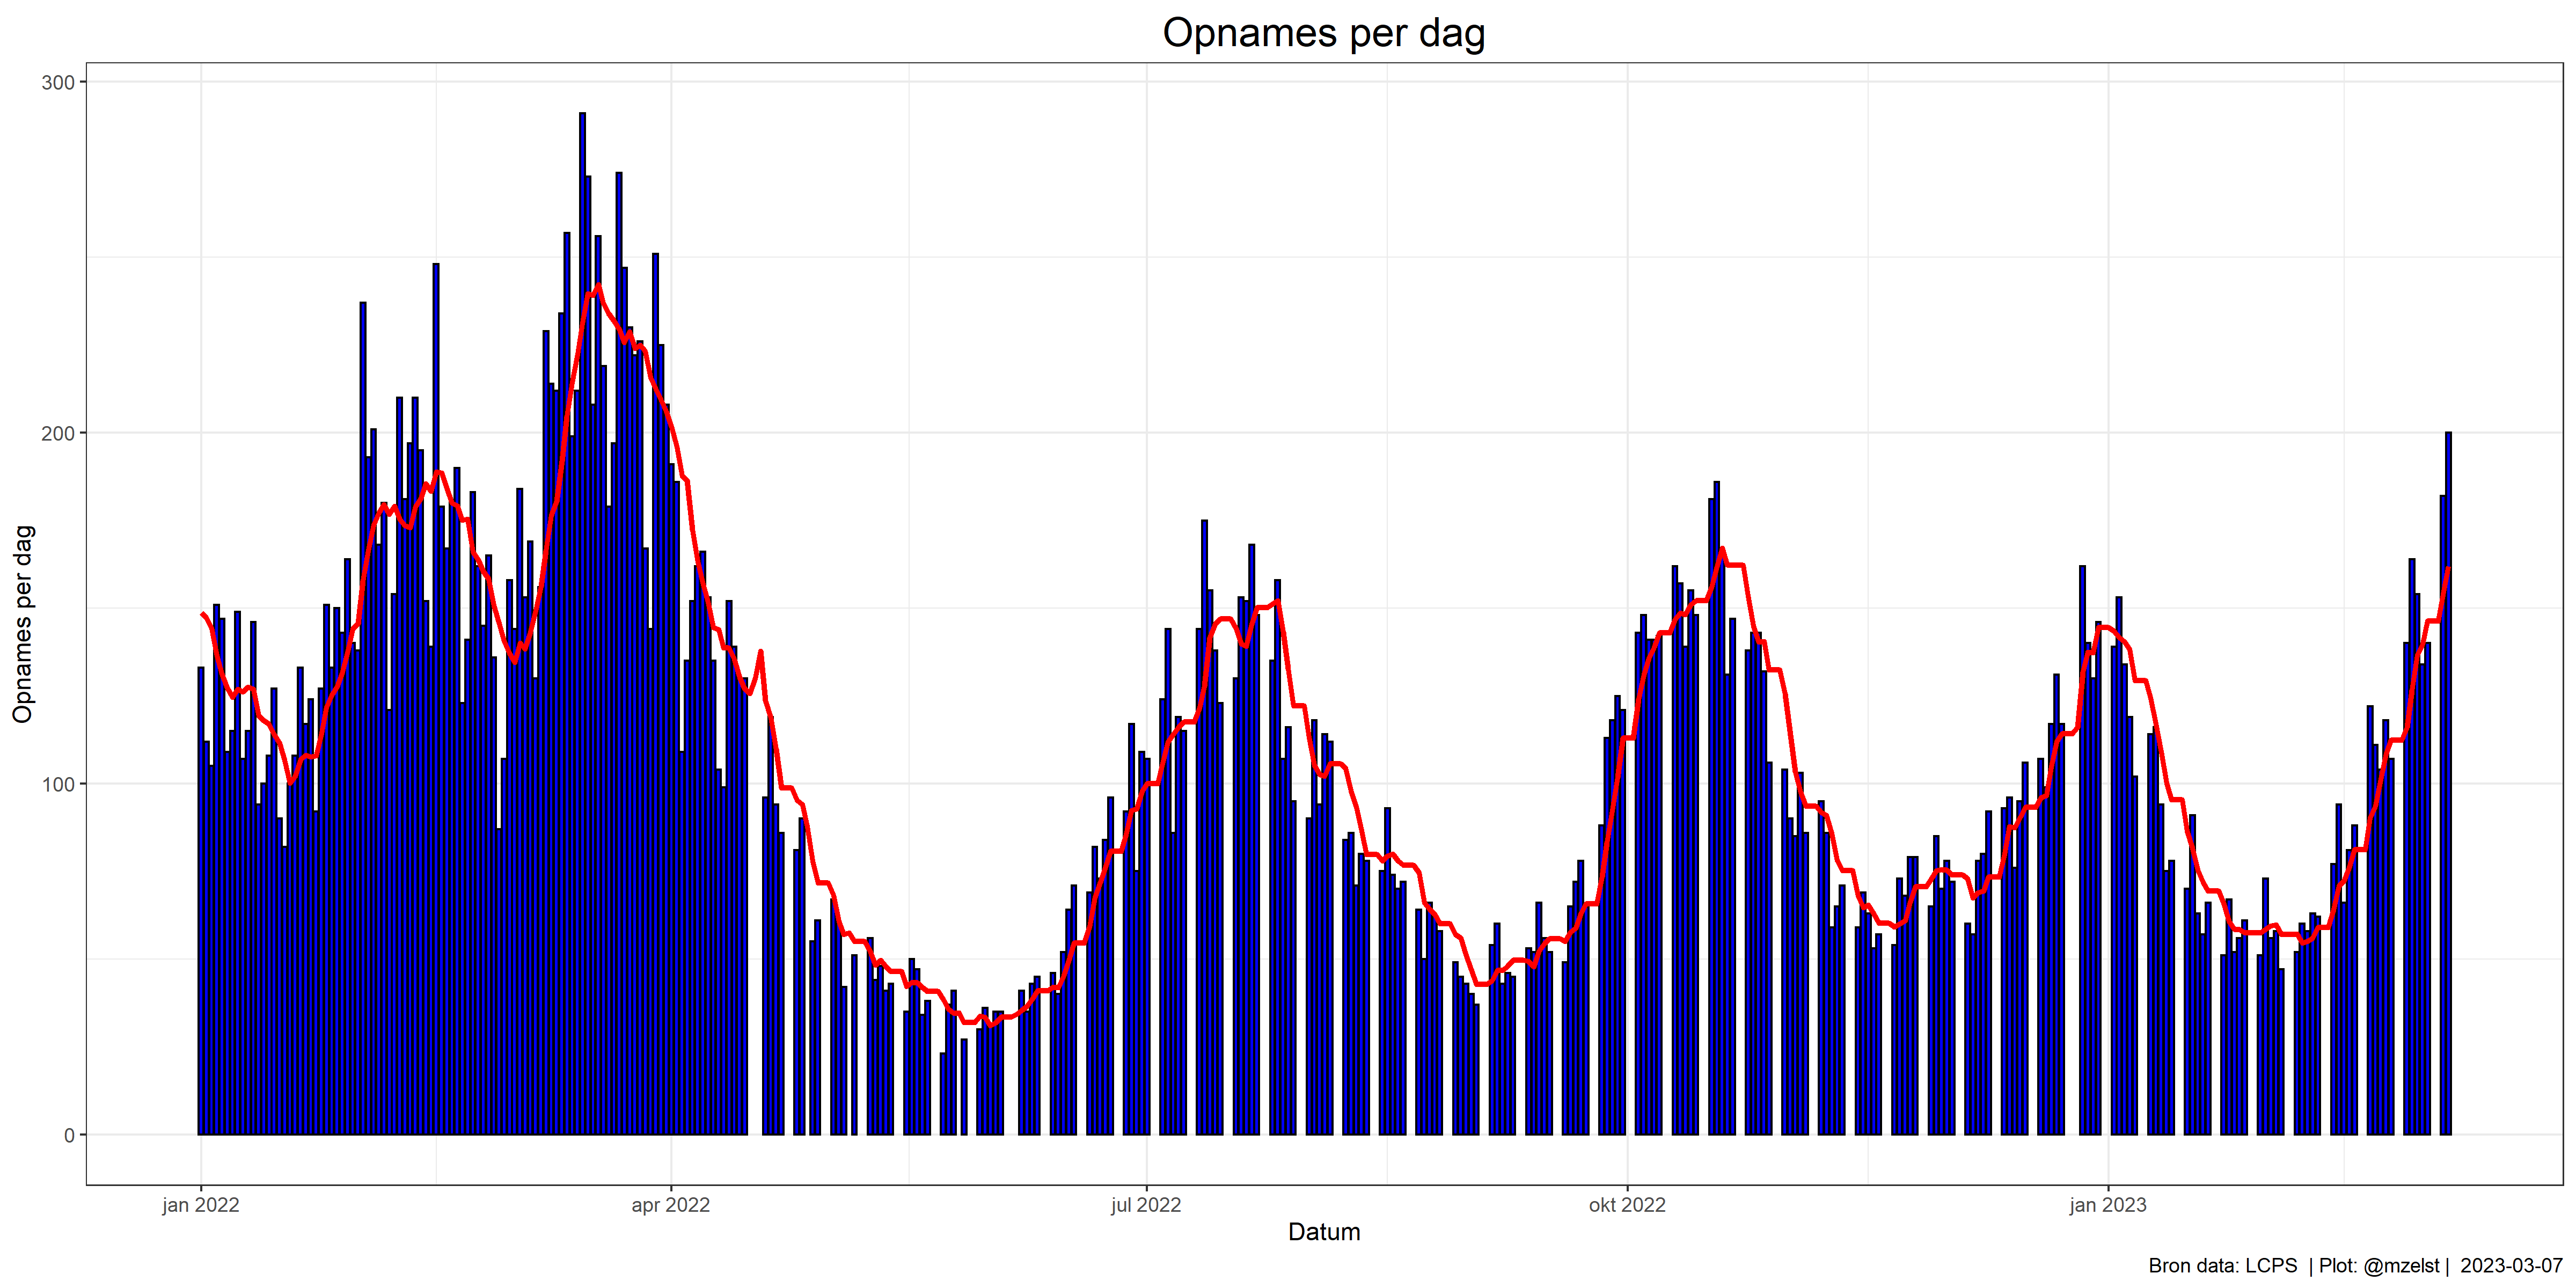 Opnames per dag
Opnames per dag
300
200
100
0
jan 2022
apr 2022
jul 2022
okt 2022
jan 2023
Datum
Bron data: LCPS | Plot: @mzelst | 2023-03-07